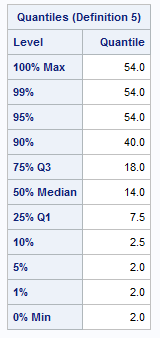 Quantiles (Definition 5)
Level Quantile
100% Max 54.0
99% 54.0
95% 54.0
90% 40.0
75% Q3 18.0
50% Median 14.0
25% Q1 7.5
10% 2.5
5% 2.0
1% 2.0
0% Min 2.0